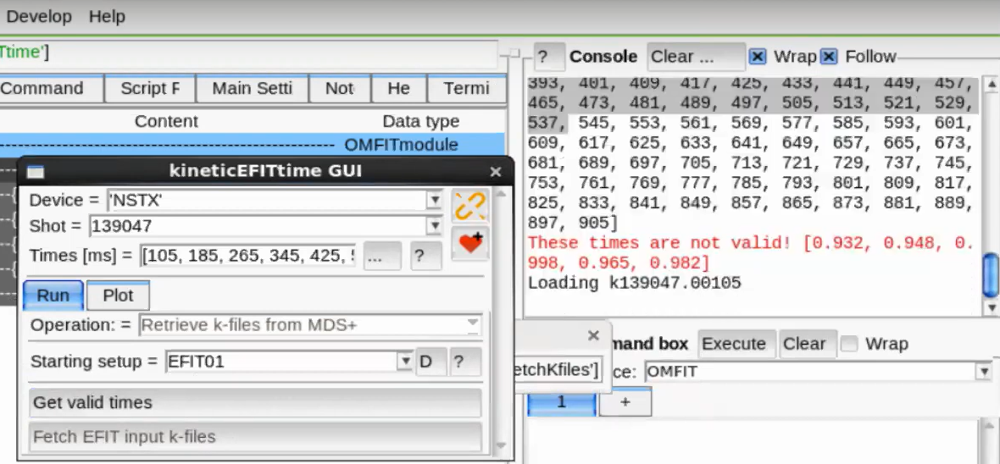 Develop Help
Ttime']
Command Script F Main Setti Not He Termi
Content Data type
OMFITmodule
kineticEFITtime GUI
Device = 'NSTX'
Shot = 139047
Times [ms] = [105, 185, 265, 345, 425, ... ?
Run Plot
Operation: = Retrieve k-files from MDS+
Starting setup = EFIT01 D ?
Get valid times
Fetch EFIT input k-files
? Console Clear ... Wrap Follow
393, 401, 409, 417, 425, 433, 441, 449, 457,
465, 473, 481, 489, 497, 505, 513, 521, 529,
537, 545, 553, 561, 569, 577, 585, 593, 601,
609, 617, 625, 633, 641, 649, 657, 665, 673,
681, 689, 697, 705, 713, 721, 729, 737, 745,
753, 761, 769, 777, 785, 793, 801, 809, 817,
825, 833, 841, 849, 857, 865, 873, 881, 889,
897, 905]
These times are not valid! [0.932, 0.948, 0.
998, 0.965, 0.982]
Loading k139047.00105
mand box Execute Clear Wrap
etchKfiles'] ce: OMFIT
1 +